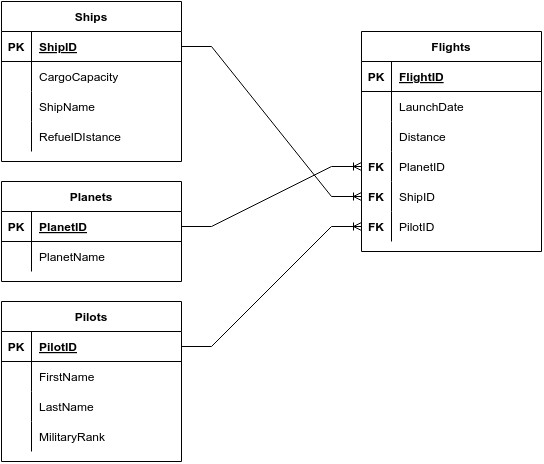 Ships
PK ShipID
CargoCapacity
ShipName
RefuelDIstance
Planets
PK PlanetID
PlanetName
Pilots
PK PilotID
FirstName
LastName
MilitaryRank
Flights
PK FlightID
LaunchDate
Distance
FK PlanetID
FK ShipID
FK PilotID